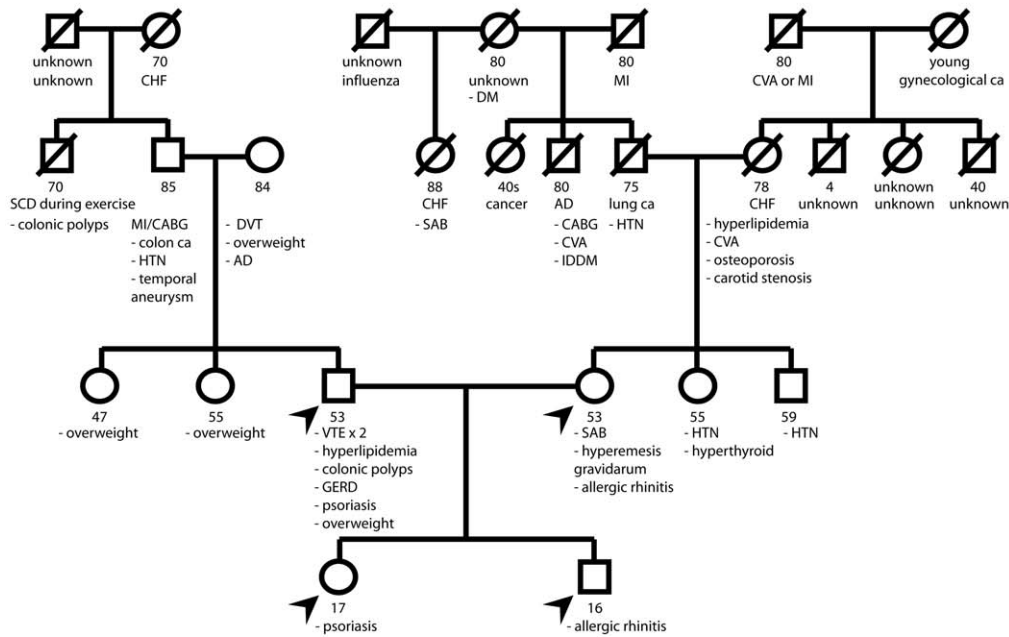 unknown
unknown
70
CHF
unknown
influenza
80
unknown
- DM
80
MI
80
CVA or MI
young
gynecological ca
70
SCD during exercise
- colonic polyps
85
MI/CABG
- colon ca
- HTN
- temporal
aneurysm
84
- DVT
- overweight
- AD
88
CHF
- SAB
40s
cancer
80
AD
- CABG
- CVA
- IDDM
75
lung ca
- HTN
78
CHF
- hyperlipidemia
- CVA
- osteoporosis
- carotid stenosis
4
unknown
unknown
unknown
40
unknown
47
- overweight
55
- overweight
53
- VTE x 2
- hyperlipidemia
- colonic polyps
- GERD
- psoriasis
- overweight
53
- SAB
- hyperemesis
gravidarum
- allergic rhinitis
55
- HTN
- hyperthyroid
59
- HTN
17
- psoriasis
16
- allergic rhinitis